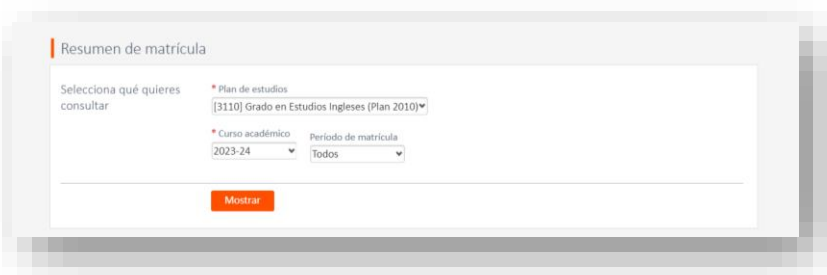 Resumen de matrícula
Selecciona qué quieres
consultar
* Plan de estudios
[3110] Grado en Estudios Ingleses (Plan 2010)
* Curso académico
Período de matrícula
2023-24
Todos
Mostrar